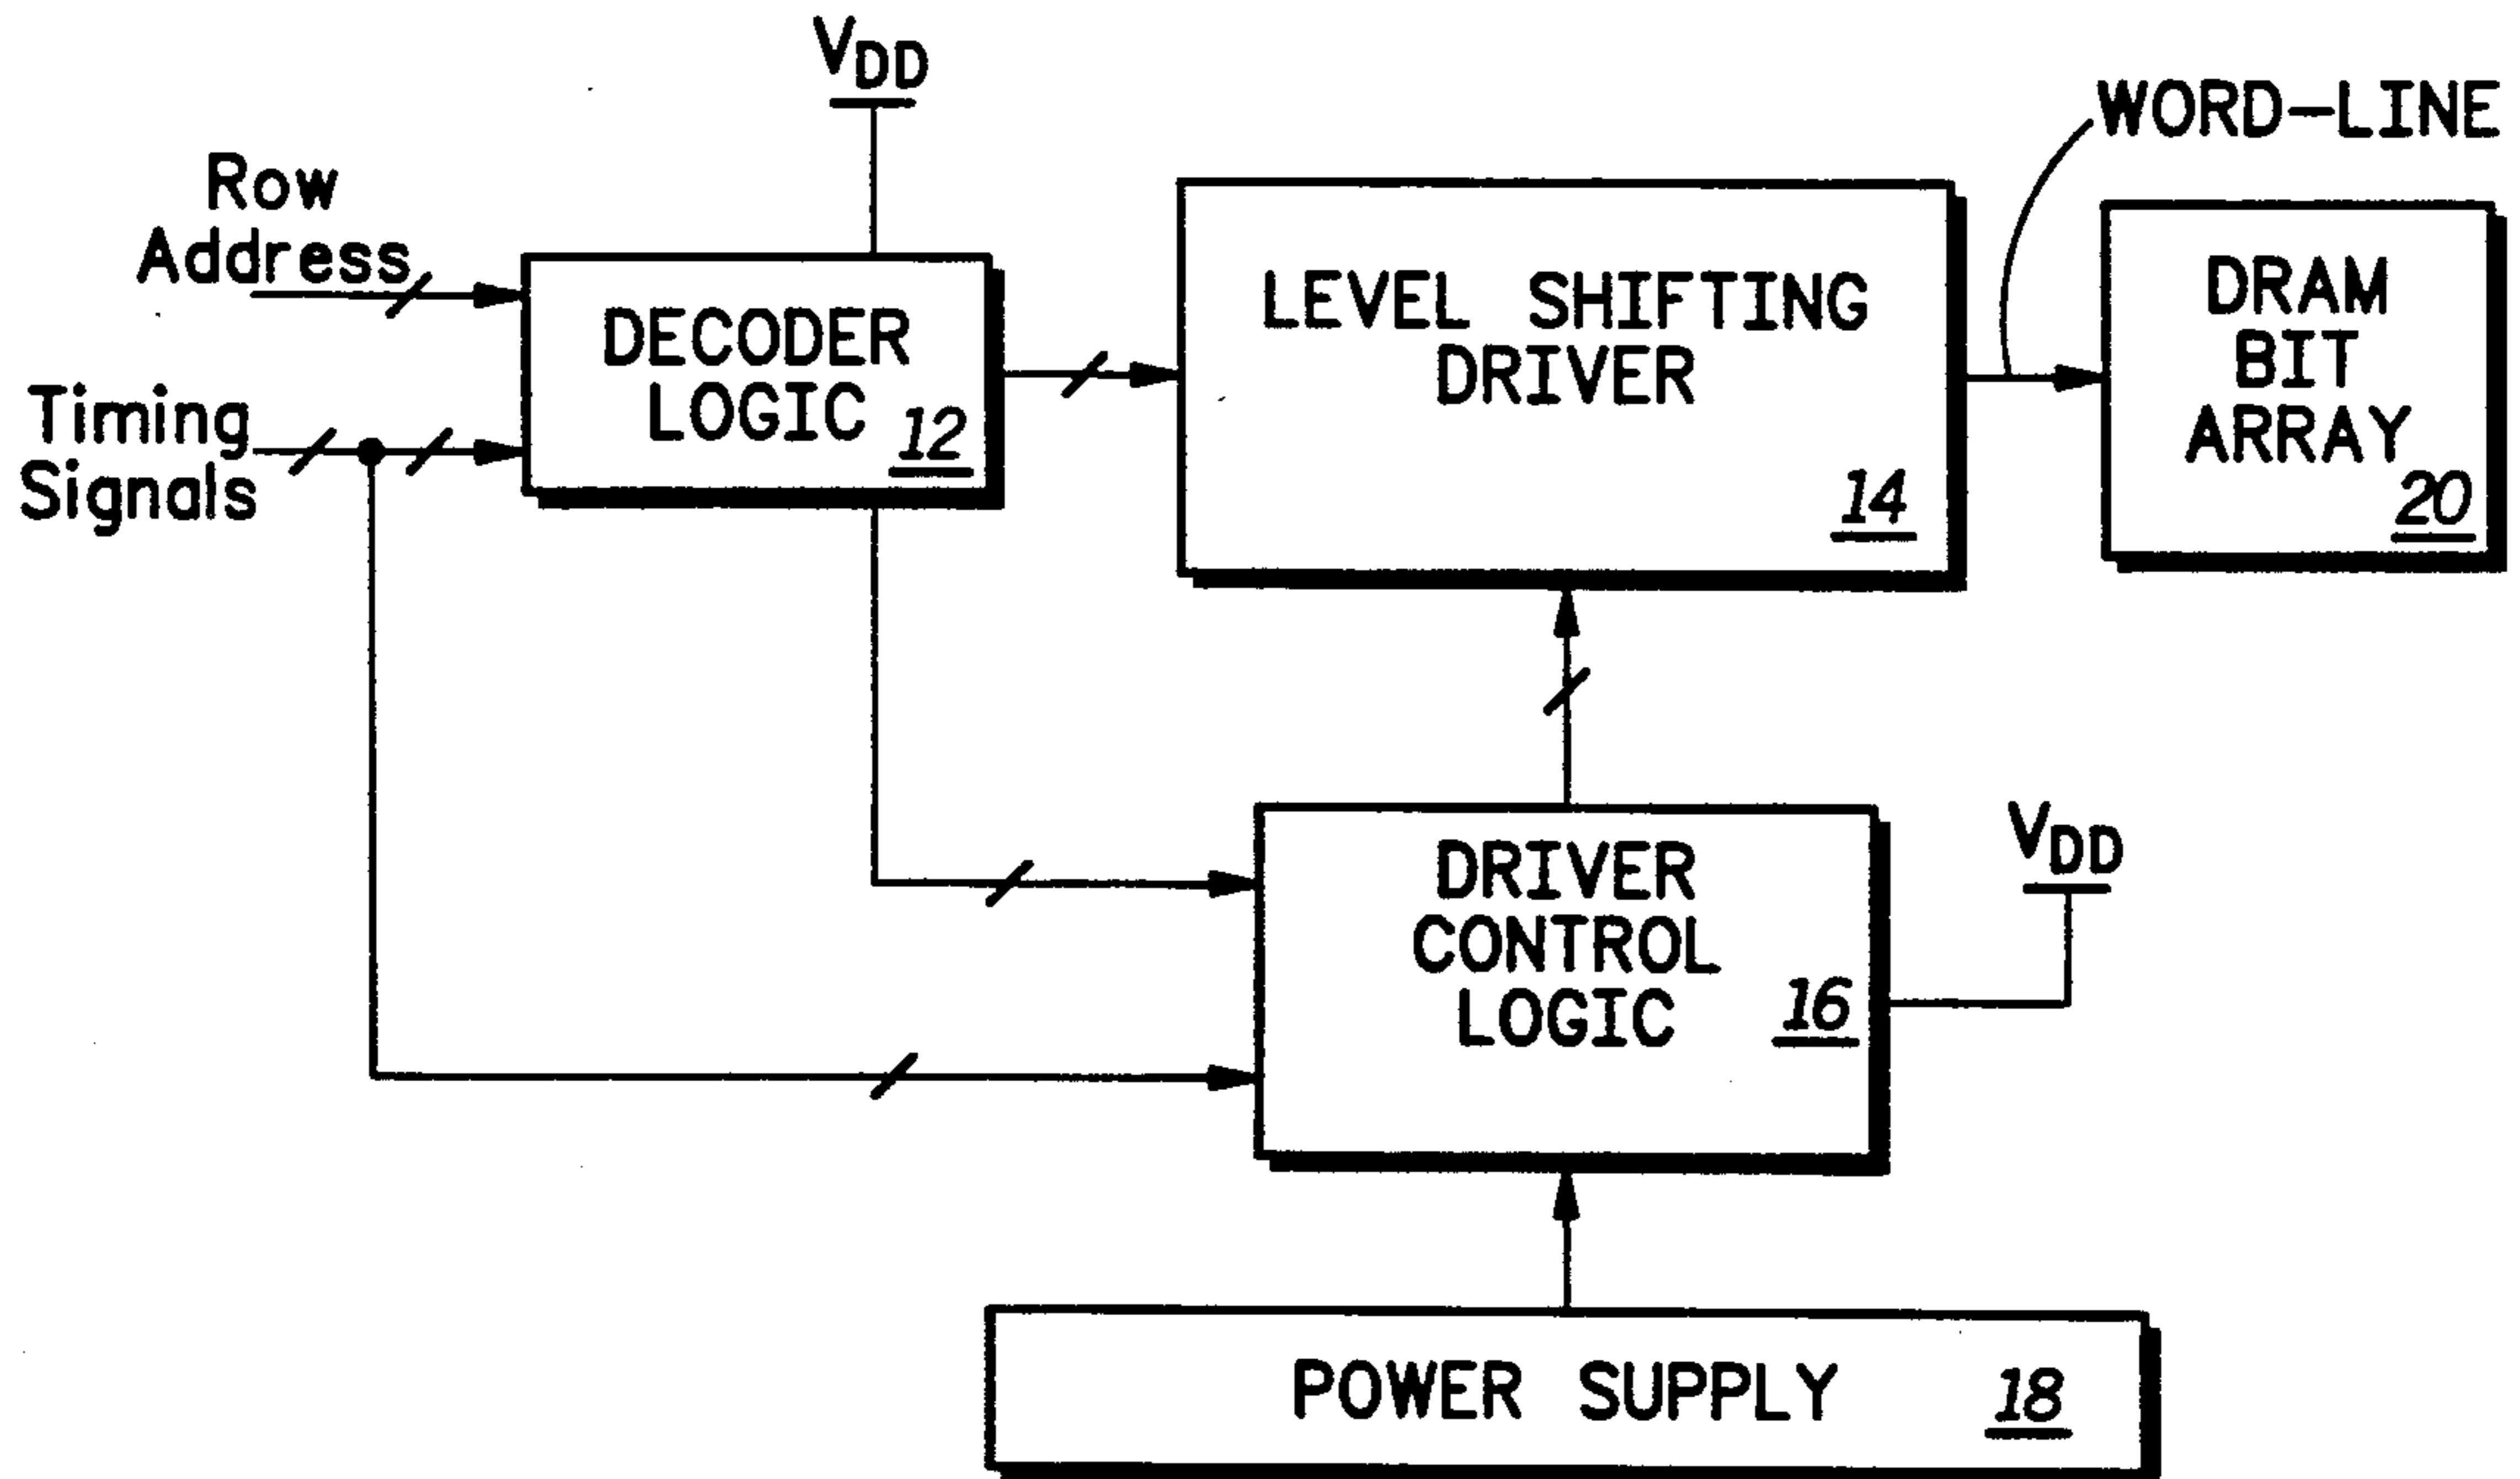 VDD
WORD-LINE
Row
Address
DECODER
LOGIC 12
Timing
Signals
LEVEL SHIFTING
DRIVER
14
DRAM
BIT
ARRAY
20
DRIVER
CONTROL
LOGIC 16
VDD
POWER SUPPLY 18